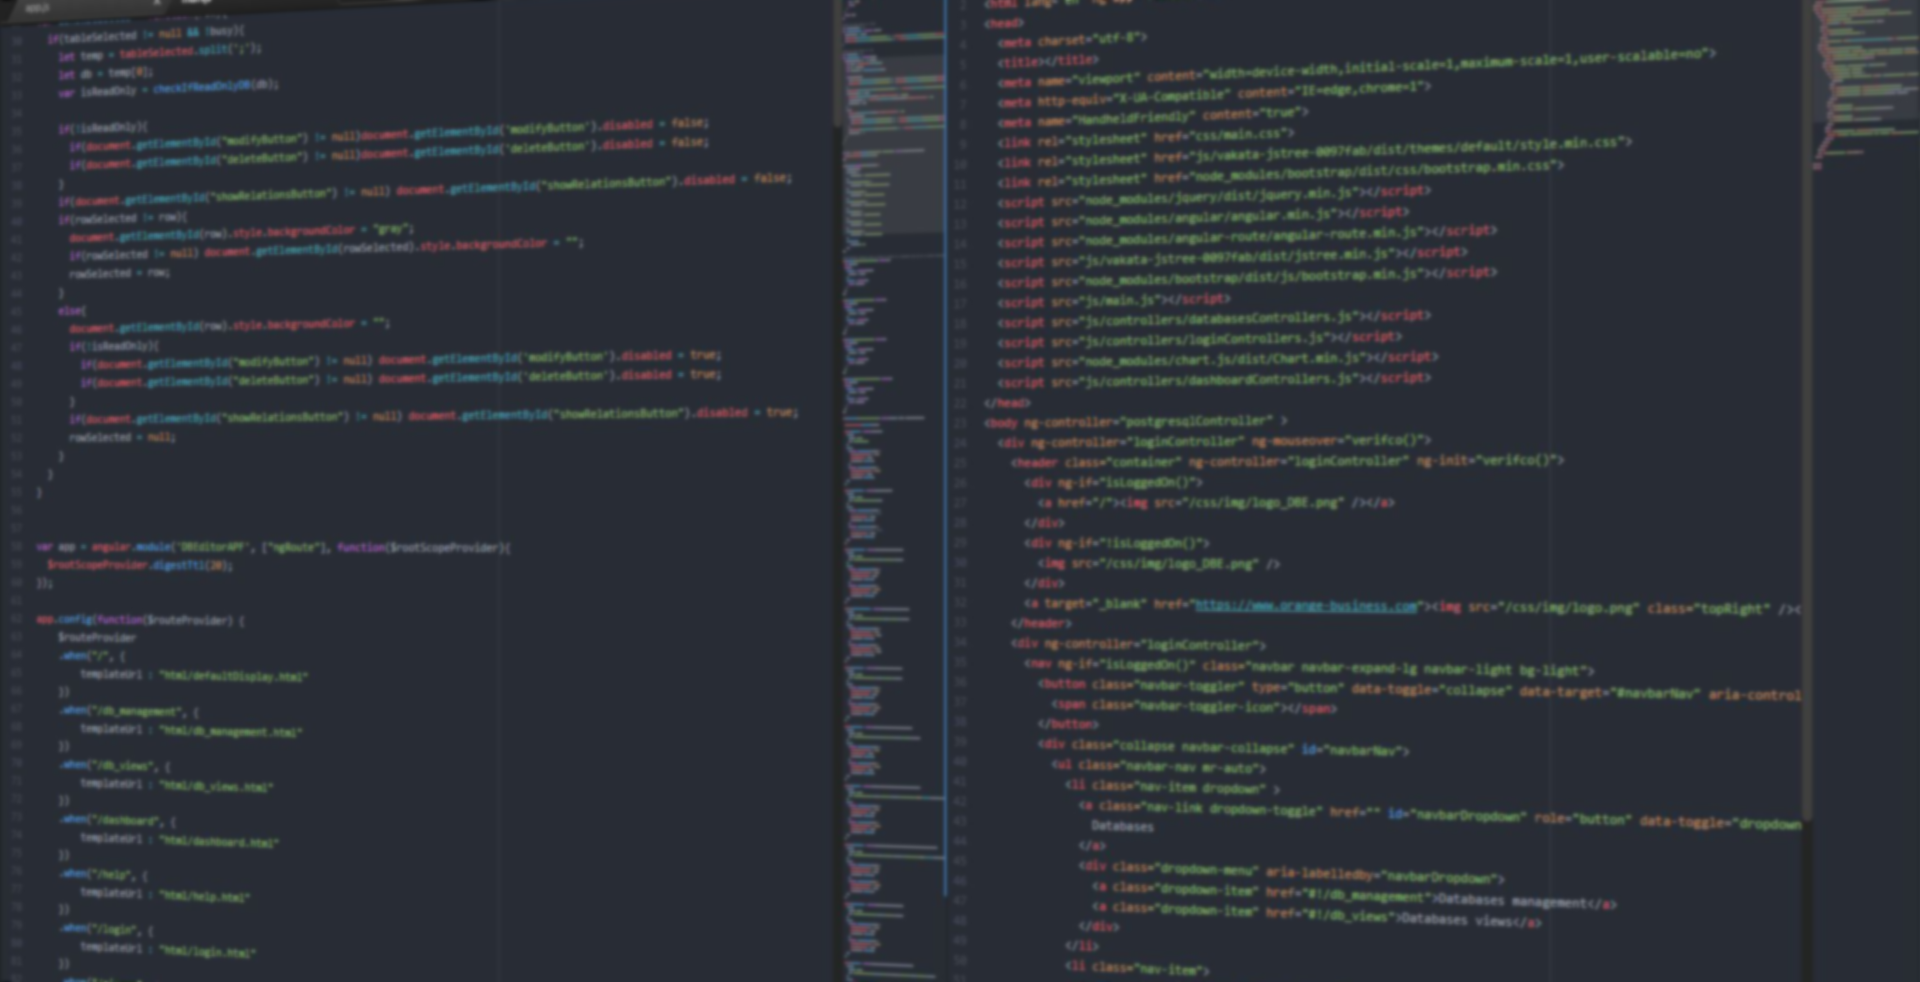 if(tableSelected != null && !busy){
let temp = tableSelected.split(';');
let db = temp[0];
var isReadOnly = checkIfReadOnlyDB(db);
if(!isReadOnly){
if(document.getElementById("modifyButton") != null)document.getElementById('modifyButton').disabled = false;
if(document.getElementById("deleteButton") != null)document.getElementById('deleteButton').disabled = false;
}
if(document.getElementById("showRelationsButton") != null) document.getElementById("showRelationsButton").disabled = false;
if(rowSelected != row){
document.getElementById(row).style.backgroundColor = "gray";
if(rowSelected != null) document.getElementById(rowSelected).style.backgroundColor = "";
rowSelected = row;
}
else{
document.getElementById(row).style.backgroundColor = "";
if(!isReadOnly){
if(document.getElementById("modifyButton") != null) document.getElementById('modifyButton').disabled = true;
if(document.getElementById("deleteButton") != null) document.getElementById('deleteButton').disabled = true;
}
if(document.getElementById("showRelationsButton") != null) document.getElementById("showRelationsButton").disabled = true;
rowSelected = null;
}
}
}
var app = angular.module('DBEditorAPP', ["ngRoute"], function($rootScopeProvider){
$rootScopeProvider.digestTtl(20);
});
app.config(function($routeProvider) {
$routeProvider
.when("/", {
templateUrl : "html/defaultDisplay.html"
})
.when("/db_management", {
templateUrl : "html/db_management.html"
})
.when("/db_views", {
templateUrl : "html/db_views.html"
})
.when("/dashboard", {
templateUrl : "html/dashboard.html"
})
.when("/help", {
templateUrl : "html/help.html"
})
.when("/login", {
templateUrl : "html/login.html"
})
<html lang="en"
<head>
<meta charset="utf-8">
<title></title>
<meta name="viewport" content="width=device-width,initial-scale=1,maximum-scale=1,user-scalable=no">
<meta http-equiv="X-UA-Compatible" content="IE=edge,chrome=1">
<meta name="HandheldFriendly" content="true">
<link rel="stylesheet" href="css/main.css">
<link rel="stylesheet" href="js/vakata-jstree-0097fab/dist/themes/default/style.min.css">
<link rel="stylesheet" href="node_modules/bootstrap/dist/css/bootstrap.min.css">
<script src="node_modules/jquery/dist/jquery.min.js"></script>
<script src="node_modules/angular/angular.min.js"></script>
<script src="node_modules/angular-route/angular-route.min.js"></script>
<script src="js/vakata-jstree-0097fab/dist/jstree.min.js"></script>
<script src="node_modules/bootstrap/dist/js/bootstrap.min.js"></script>
<script src="js/main.js"></script>
<script src="js/controllers/databasesControllers.js"></script>
<script src="js/controllers/loginControllers.js"></script>
<script src="node_modules/chart.js/dist/Chart.min.js"></script>
<script src="js/controllers/dashboardControllers.js"></script>
</head>
<body ng-controller="postgresqlController" >
<div ng-controller="loginController" ng-mouseover="verifco()">
<header class="container" ng-controller="loginController" ng-init="verifco()">
<div ng-if="isLoggedOn()">
<a href="/"><img src="/css/img/logo_DBE.png" /></a>
</div>
<div ng-if="!isLoggedOn()">
<img src="/css/img/logo_DBE.png" />
</div>
<a target="_blank" href="https://www.orange-business.com"><img src="/css/img/logo.png" class="topRight" /><
</header>
<div ng-controller="loginController">
<nav ng-if="isLoggedOn()" class="navbar navbar-expand-lg navbar-light bg-light">
<button class="navbar-toggler" type="button" data-toggle="collapse" data-target="#navbarNav" aria-control
<span class="navbar-toggler-icon"></span>
</button>
<div class="collapse navbar-collapse" id="navbarNav">
<ul class="navbar-nav mr-auto">
<li class="nav-item dropdown" >
<a class="nav-link dropdown-toggle" href="" id="navbarDropdown" role="button" data-toggle="dropdown
Databases
</a>
<div class="dropdown-menu" aria-labelledby="navbarDropdown">
<a class="dropdown-item" href="#!/db_management">Databases management</a>
<a class="dropdown-item" href="#!/db_views">Databases views</a>
</div>
</li>
<li class="nav-item">